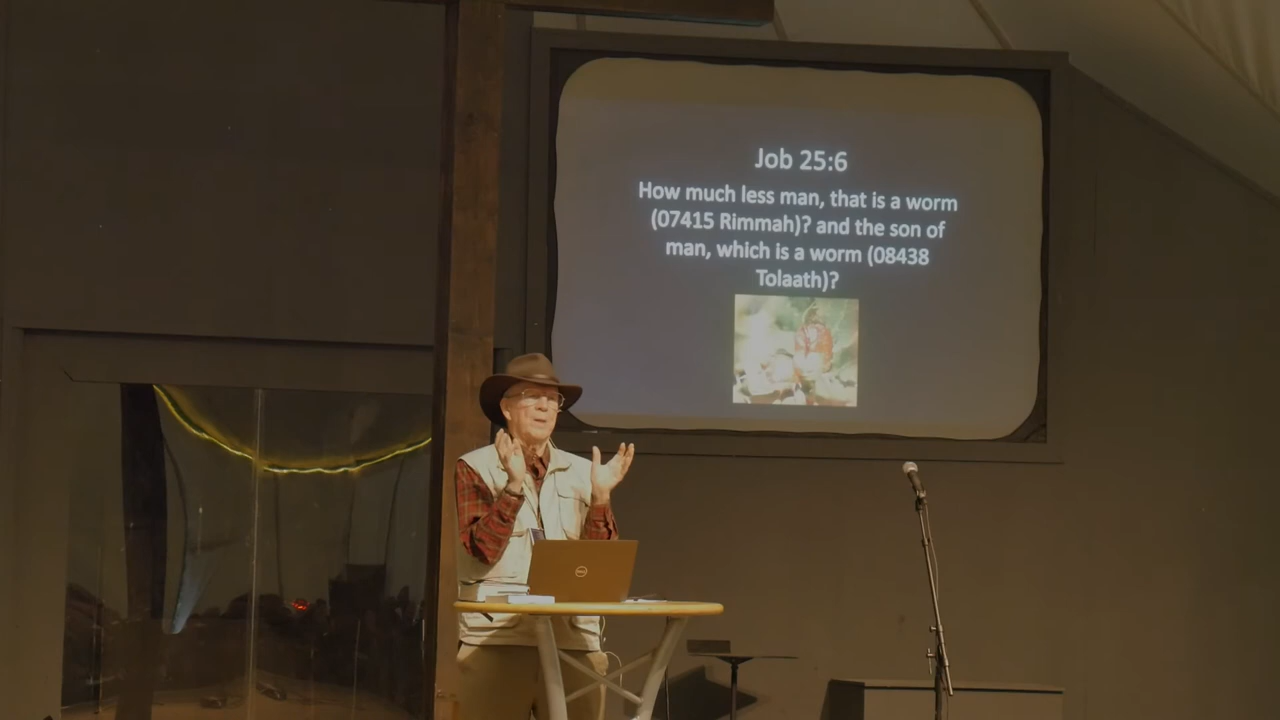 Job 25:6
How much less man, that is a worm
(07415 Rimmah)? and the son of
man, which is a worm (08438
Tolaath)?
DELL